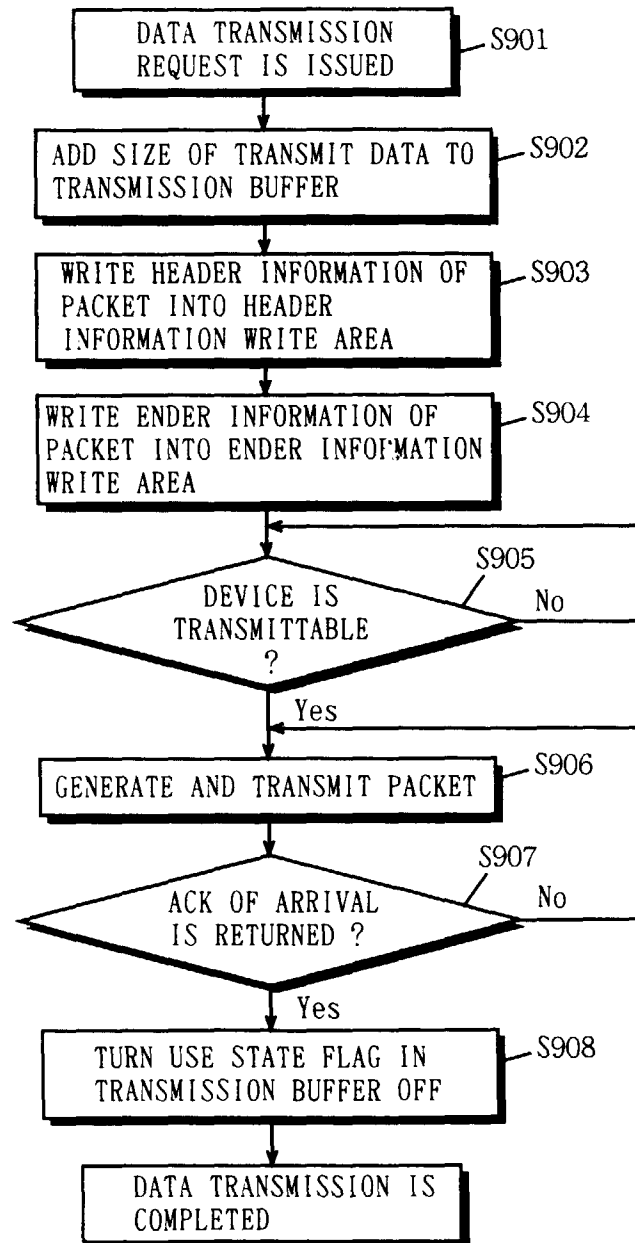 DATA TRANSMISSION
REQUEST IS ISSUED
S901
ADD SIZE OF TRANSMIT DATA TO
TRANSMISSION BUFFER
S902
WRITE HEADER INFORMATION OF
PACKET INTO HEADER
INFORMATION WRITE AREA
S903
WRITE ENDER INFORMATION OF
PACKET INTO ENDER INFORMATION
WRITE AREA
S904
DEVICE IS
TRANSMITTABLE
?
S905
No
Yes
GENERATE AND TRANSMIT PACKET
S906
ACK OF ARRIVAL
IS RETURNED ?
S907
No
Yes
TURN USE STATE FLAG IN
TRANSMISSION BUFFER OFF
S908
DATA TRANSMISSION IS
COMPLETED